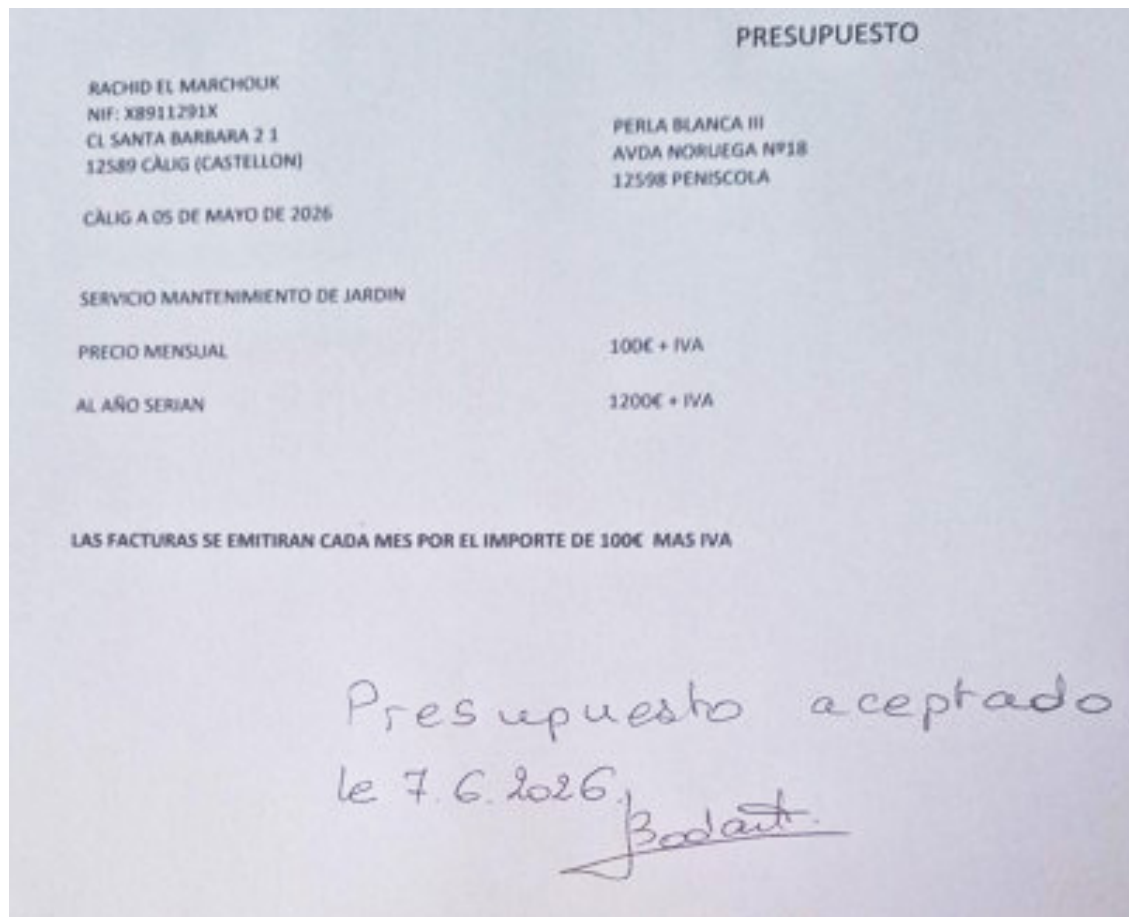 PRESUPUESTO
RACHID EL MARCHOUK
NIF: X8911291X
CL SANTA BARBARA 2 1
12589 CÀLIG (CASTELLON)
PERLA BLANCA III
AVDA NORUEGA Nº18
12598 PENISCOLA
CÀLIG A 05 DE MAYO DE 2026
SERVICIO MANTENIMIENTO DE JARDIN
PRECIO MENSUAL 100€ + IVA
AL AÑO SERIAN 1200€ + IVA
LAS FACTURAS SE EMITIRAN CADA MES POR EL IMPORTE DE 100€ MAS IVA
Presupuesto aceptado
le 7.6.2026
Bodart